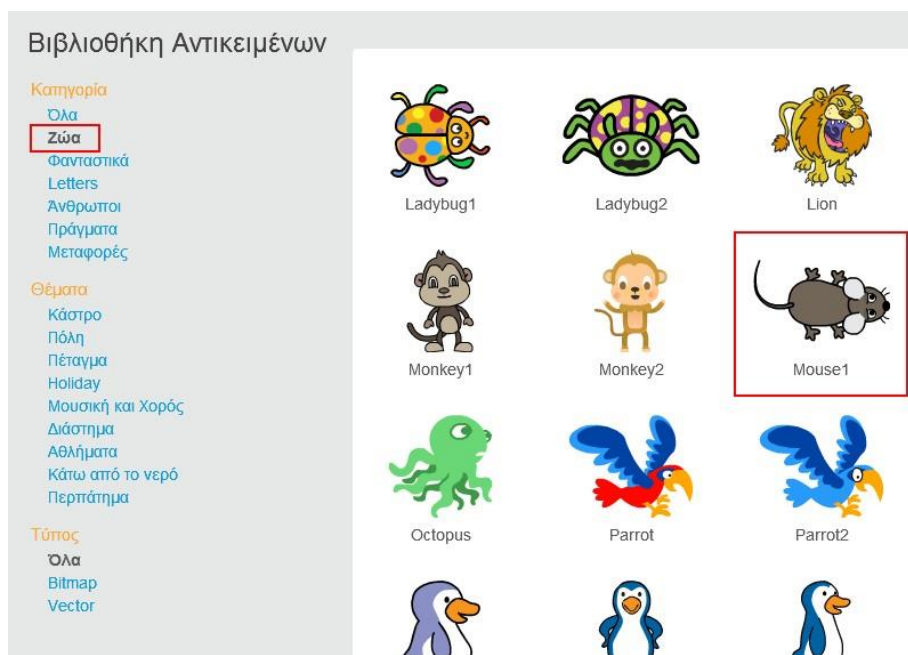 Βιβλιοθήκη Αντικειμένων
Κατηγορία
Όλα
Ζώα
Φανταστικά
Letters
Άνθρωποι
Πράγματα
Μεταφορές
Θέματα
Κάστρο
Πόλη
Πέταγμα
Holiday
Μουσική και Χορός
Διάστημα
Αθλήματα
Κάτω από το νερό
Περπάτημα
Τύπος
Όλα
Bitmap
Vector
Ladybug1
Ladybug2
Lion
Monkey1
Monkey2
Mouse1
Octopus
Parrot
Parrot2